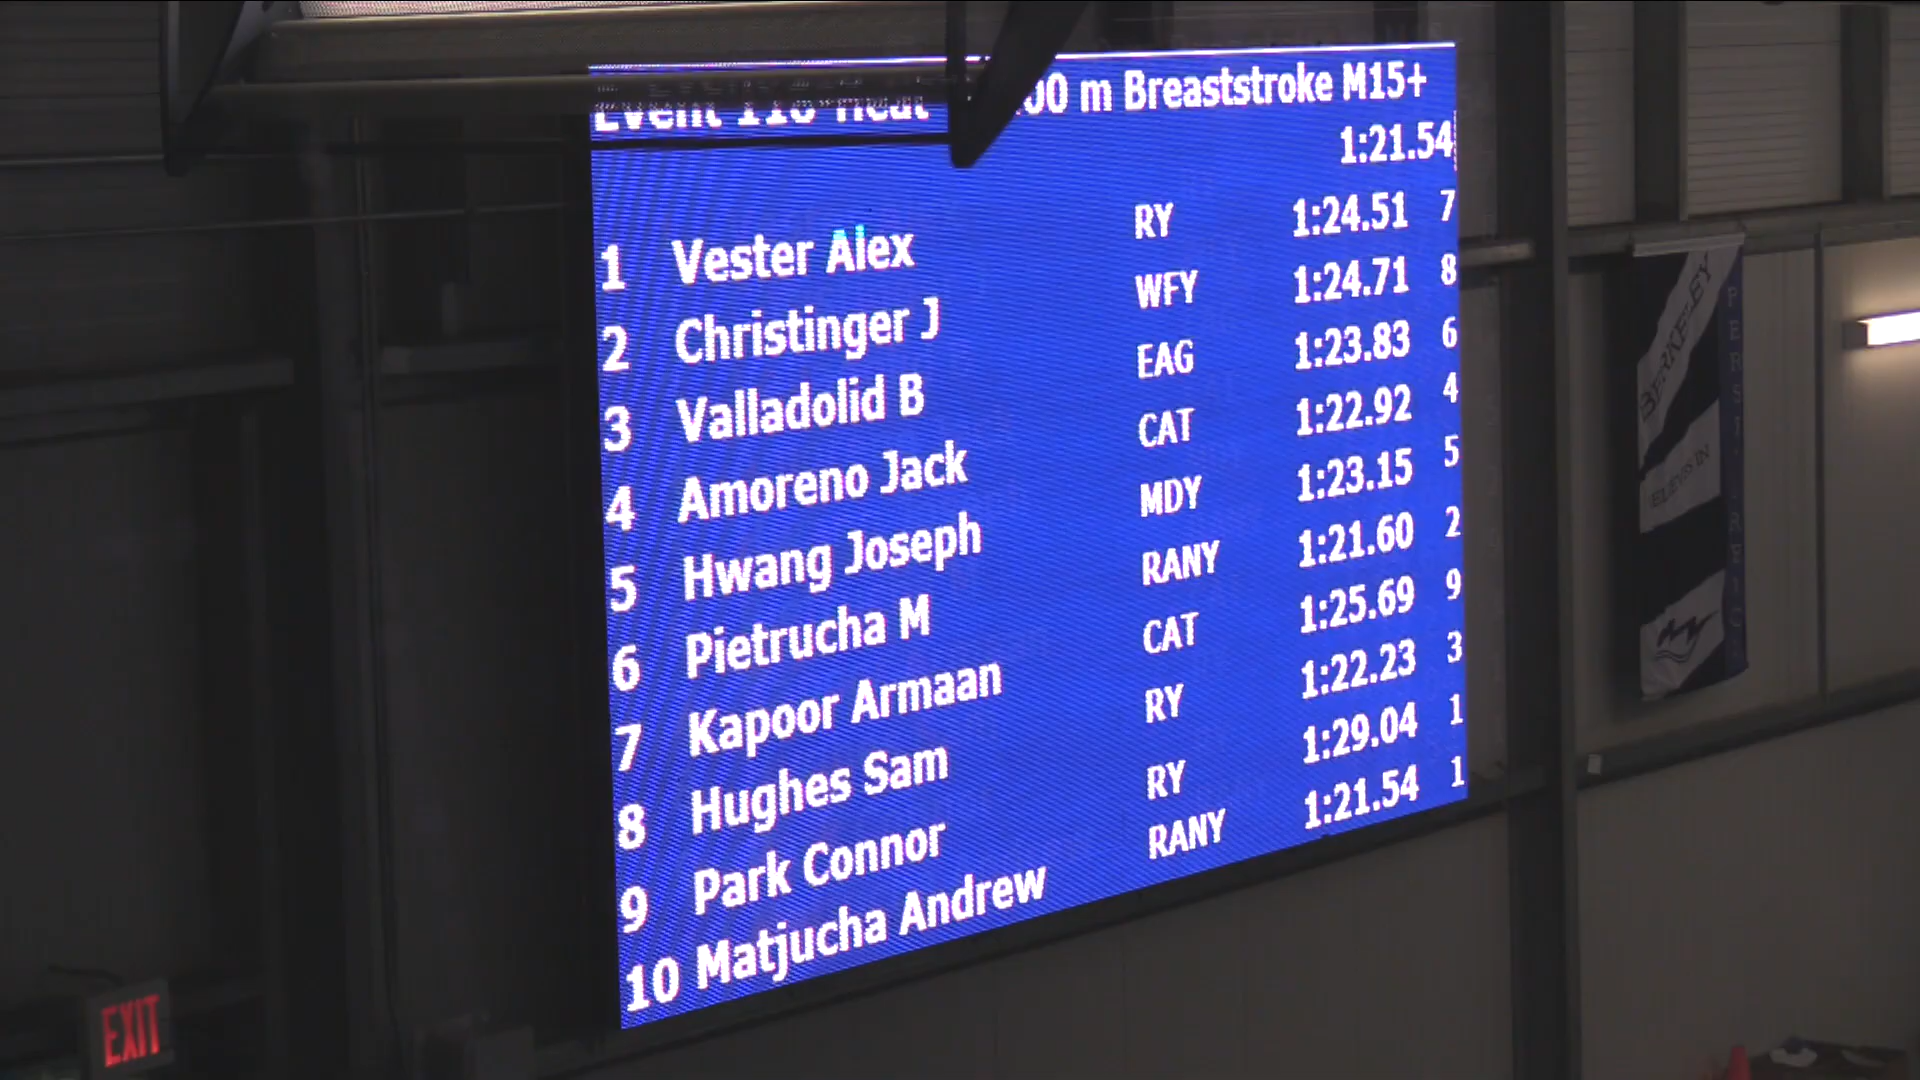 Event 110 Heat 00 m Breaststroke M15+
1:21.54
1 Vester Alex RY 1:24.51 7
2 Christinger J WFY 1:24.71 8
3 Valladolid B EAG 1:23.83 6
4 Amoreno Jack CAT 1:22.92 4
5 Hwang Joseph MDY 1:23.15 5
6 Pietrucha M RANY 1:21.60 2
7 Kapoor Armaan CAT 1:25.69 9
8 Hughes Sam RY 1:22.23 3
9 Park Connor RY 1:29.04 1
10 Matjucha Andrew RANY 1:21.54 1
BERKELEY
EXIT